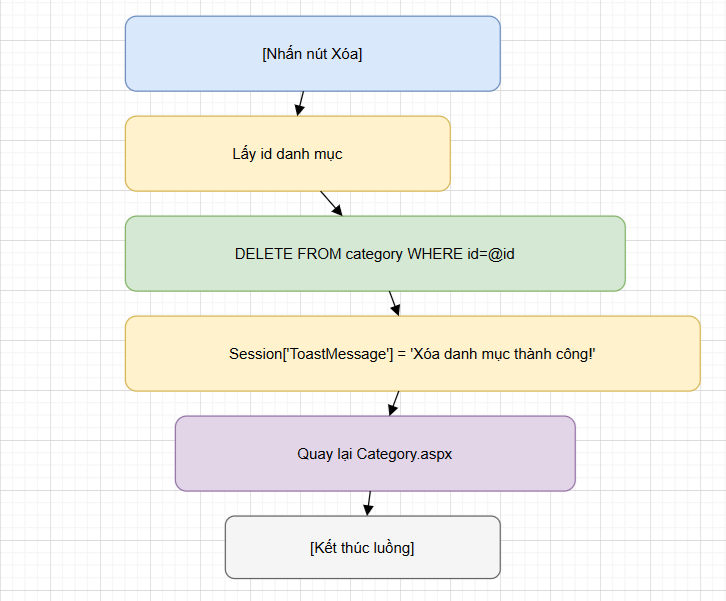 [Nhấn nút Xóa]
Lấy id danh mục
DELETE FROM category WHERE id=@id
Session['ToastMessage'] = 'Xóa danh mục thành công!'
Quay lại Category.aspx
[Kết thúc luồng]